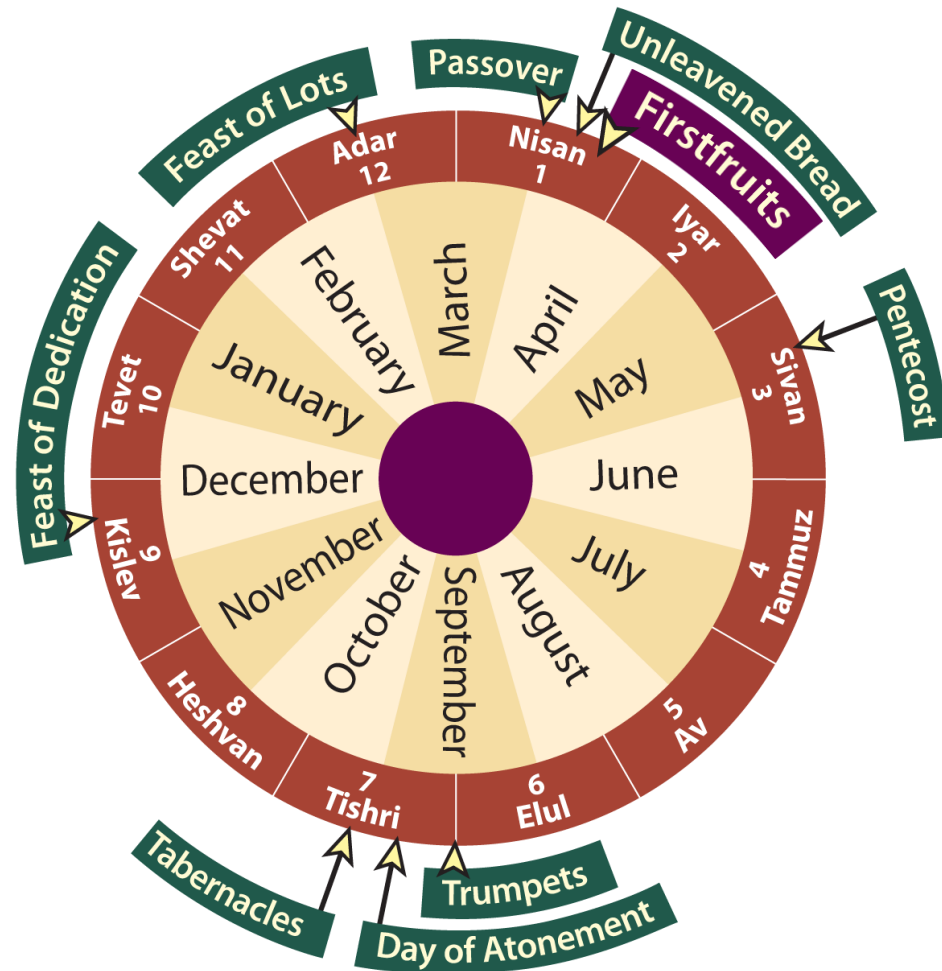 Passover
Unleavened Bread
Firstfruits
Pentecost
Trumpets
Day of Atonement
Tabernacles
Feast of Dedication
Feast of Lots
Nisan
1
Iyar
2
Sivan
3
4
Tammuz
5
Av
6
Elul
7
Tishri
8
Heshvan
9
Kislev
Tevet
10
Shevat
11
Adar
12
March
April
May
June
July
August
September
October
November
December
January
February